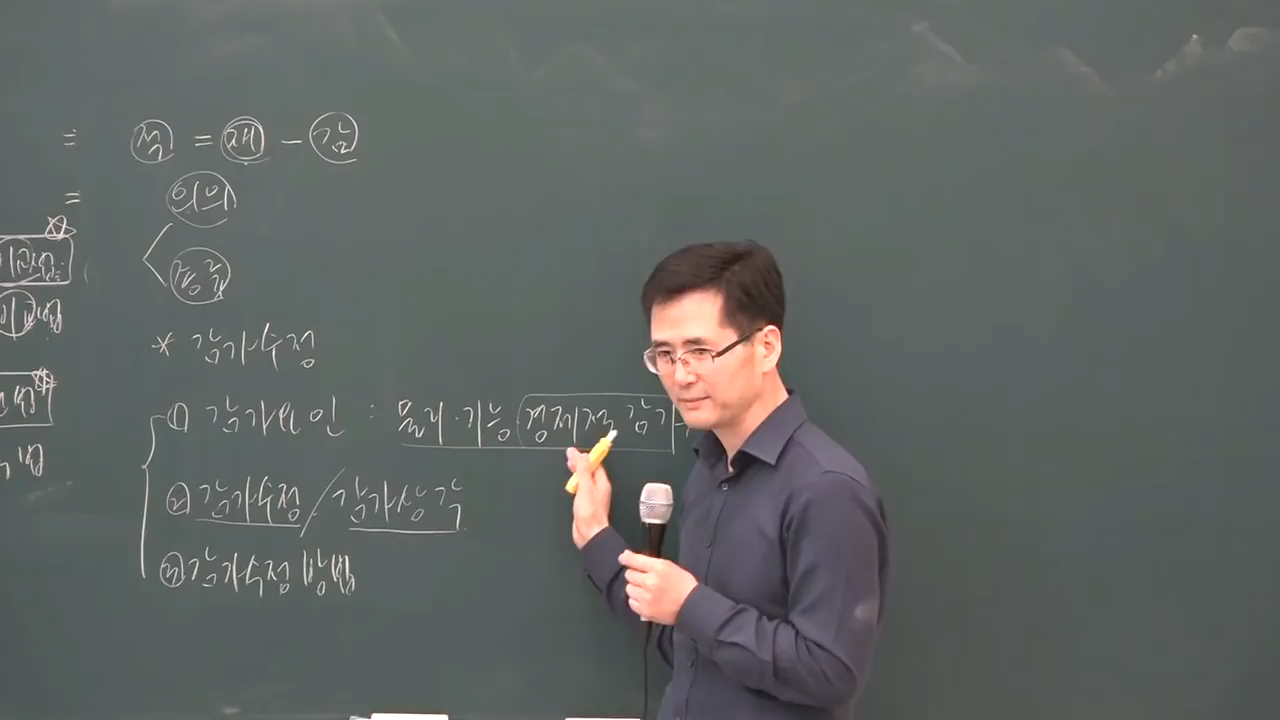 = 적 = 재 - 감
= 의의
종류
* 감가수정
① 감가요인 : 물리·기능 경제적 감가
② 감가수정 / 감가상각
③ 감가수정 방법